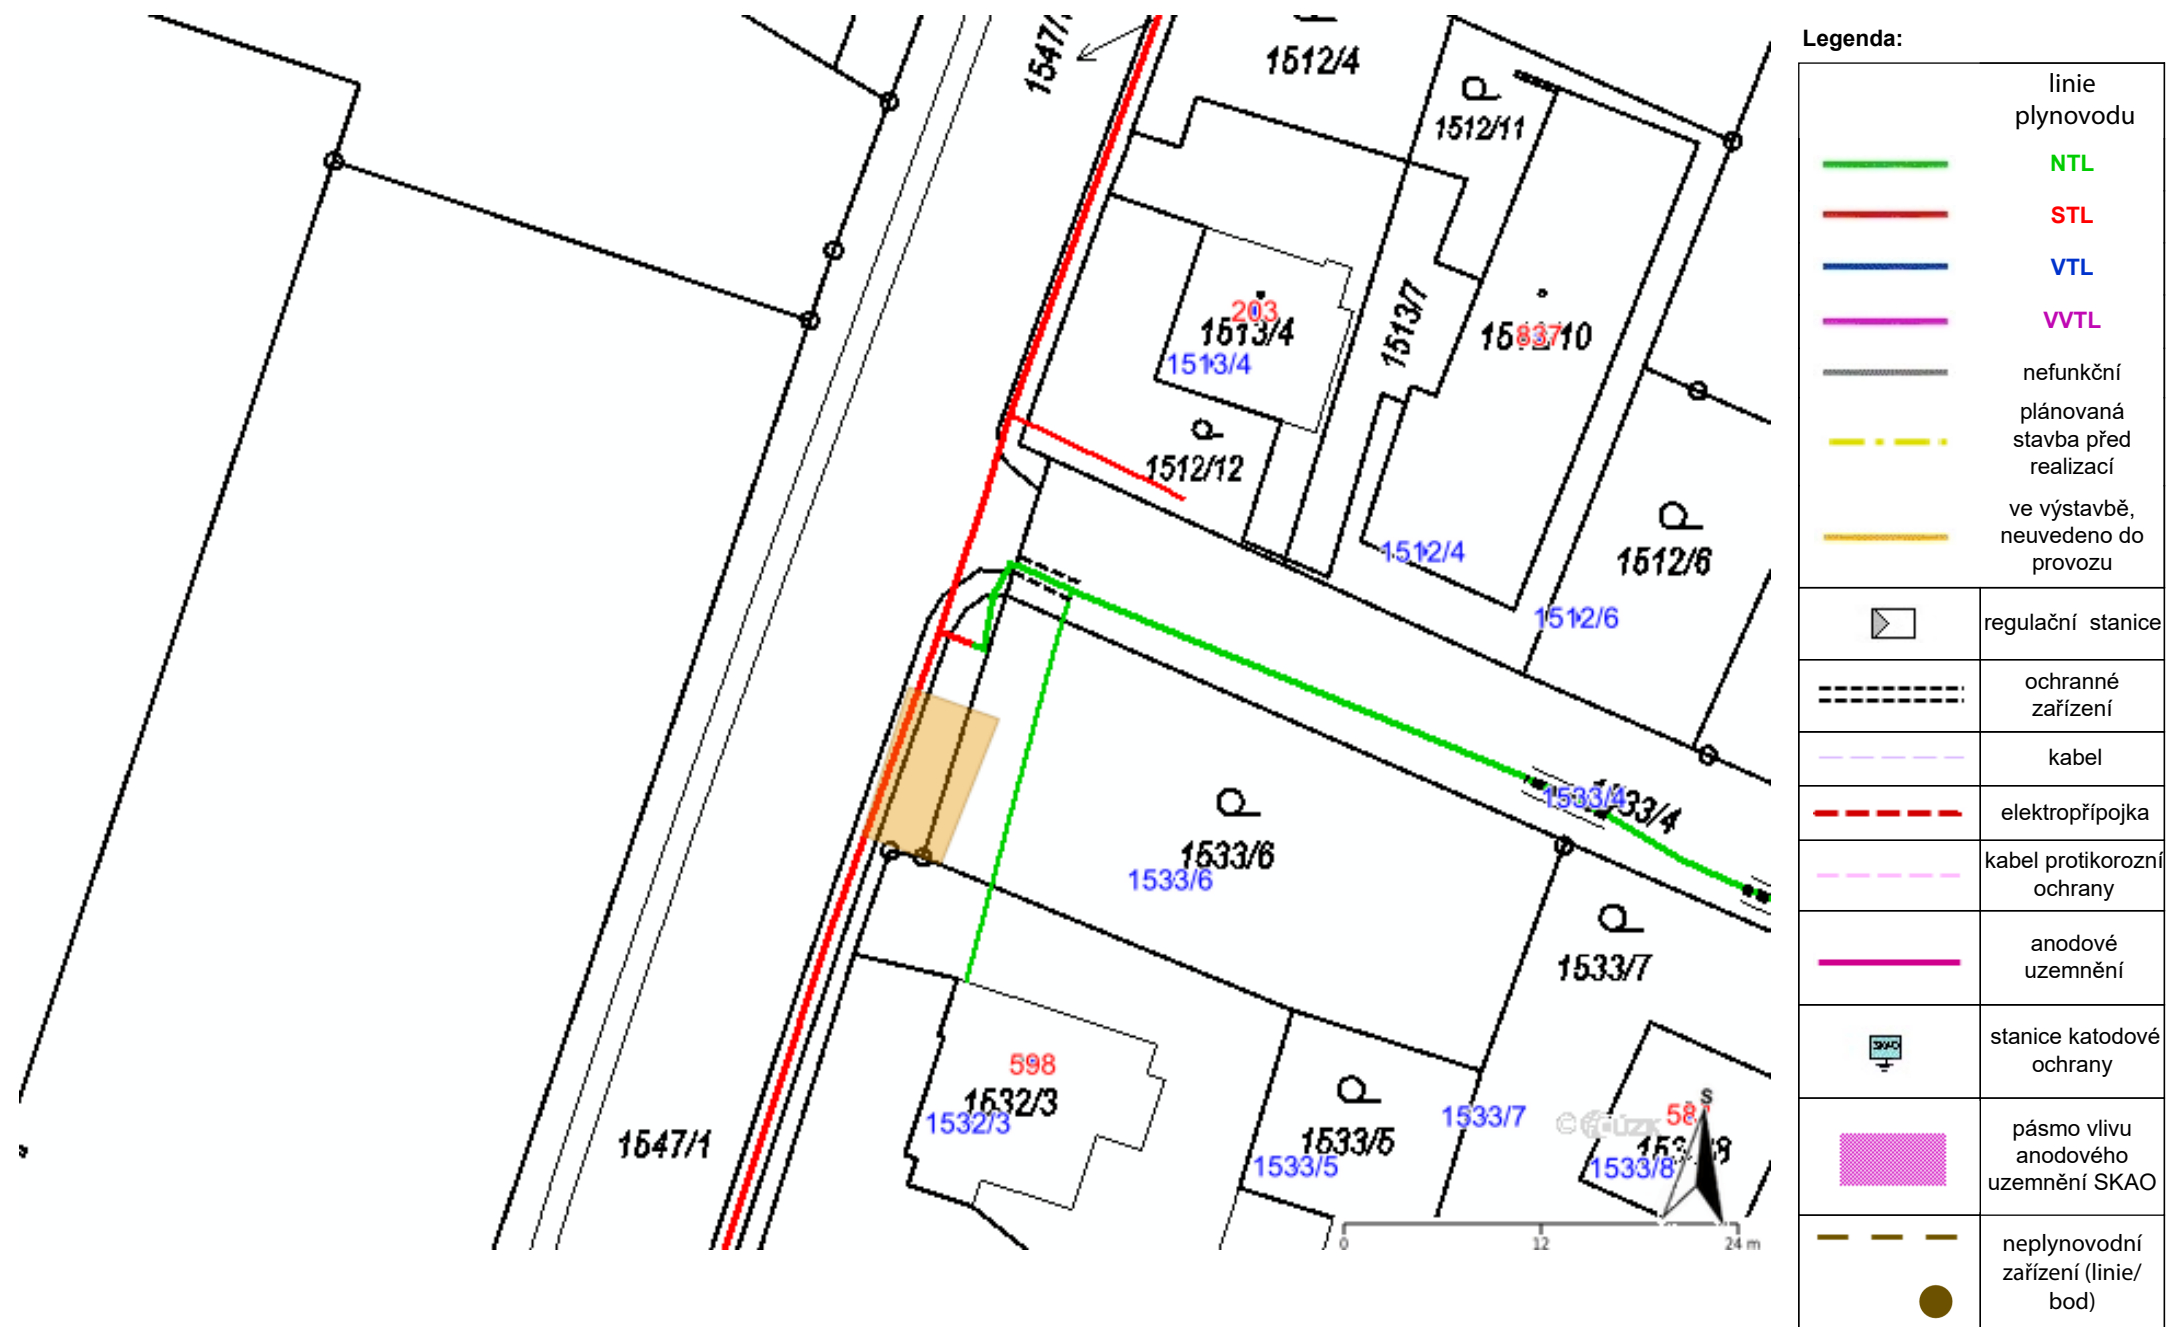 1512/4
1512/11
203
1513/4
1513/4
1513/7
837
1512/12
1512/4
1512/6
1512/6
1533/4
1533/6
1533/6
1533/7
598
1532/3
1532/3
1547/1
1533/5
1533/5
1533/7
1533/8
S
0 12 24 m
Legenda:
linie
plynovodu
NTL
STL
VTL
VVTL
nefunkční
plánovaná
stavba před
realizací
ve výstavbě,
neuvedeno do
provozu
regulační stanice
ochranné
zařízení
kabel
elektropřípojka
kabel protikorozní
ochrany
anodové
uzemnění
SKAO
stanice katodové
ochrany
pásmo vlivu
anodového
uzemnění SKAO
neplynovodní
zařízení (linie/
bod)